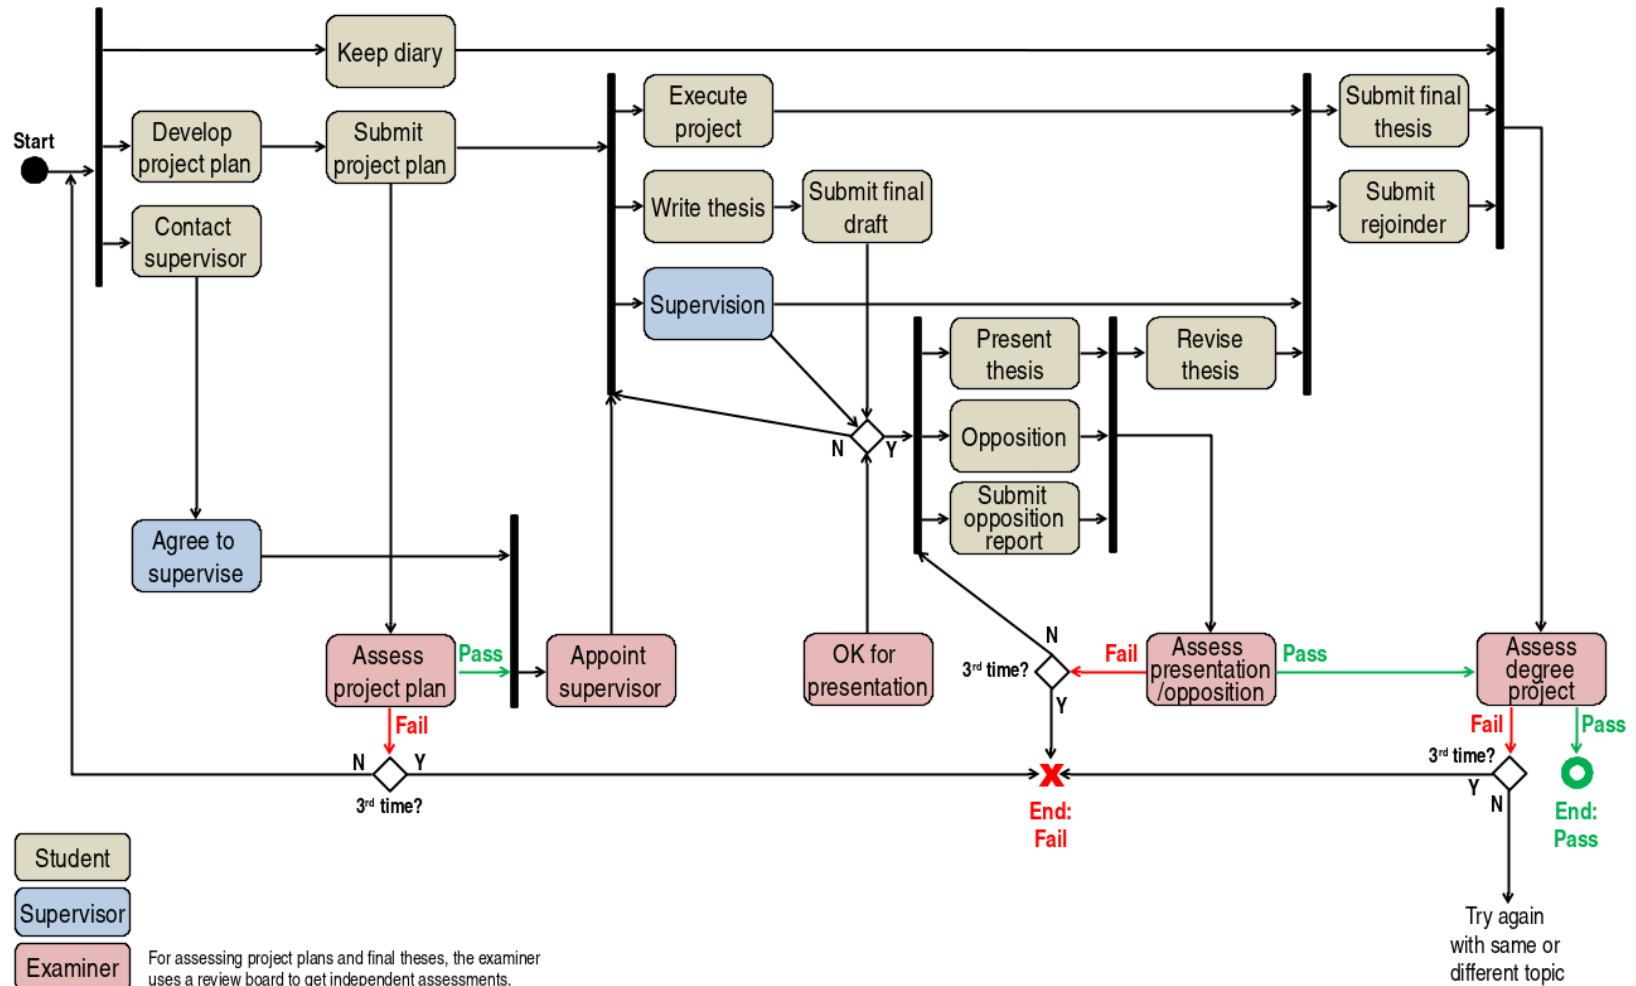 Keep diary
Execute
project
Submit final
thesis
Start
Develop
project plan
Submit
project plan
Write thesis
Submit final
draft
Submit
rejoinder
Contact
supervisor
Supervision
Present
thesis
Revise
thesis
N
Y
Opposition
Submit
opposition
report
Agree to
supervise
Assess
project plan
Pass
Appoint
supervisor
OK for
presentation
N
3rd time?
Y
Fail
Assess
presentation
/opposition
Pass
Assess
degree
project
Fail
N
Y
3rd time?
Fail
Pass
3rd time?
Y
N
End:
Fail
End:
Pass
Student
Supervisor
Examiner
For assessing project plans and final theses, the examiner
uses a review board to get independent assessments.
Try again
with same or
different topic